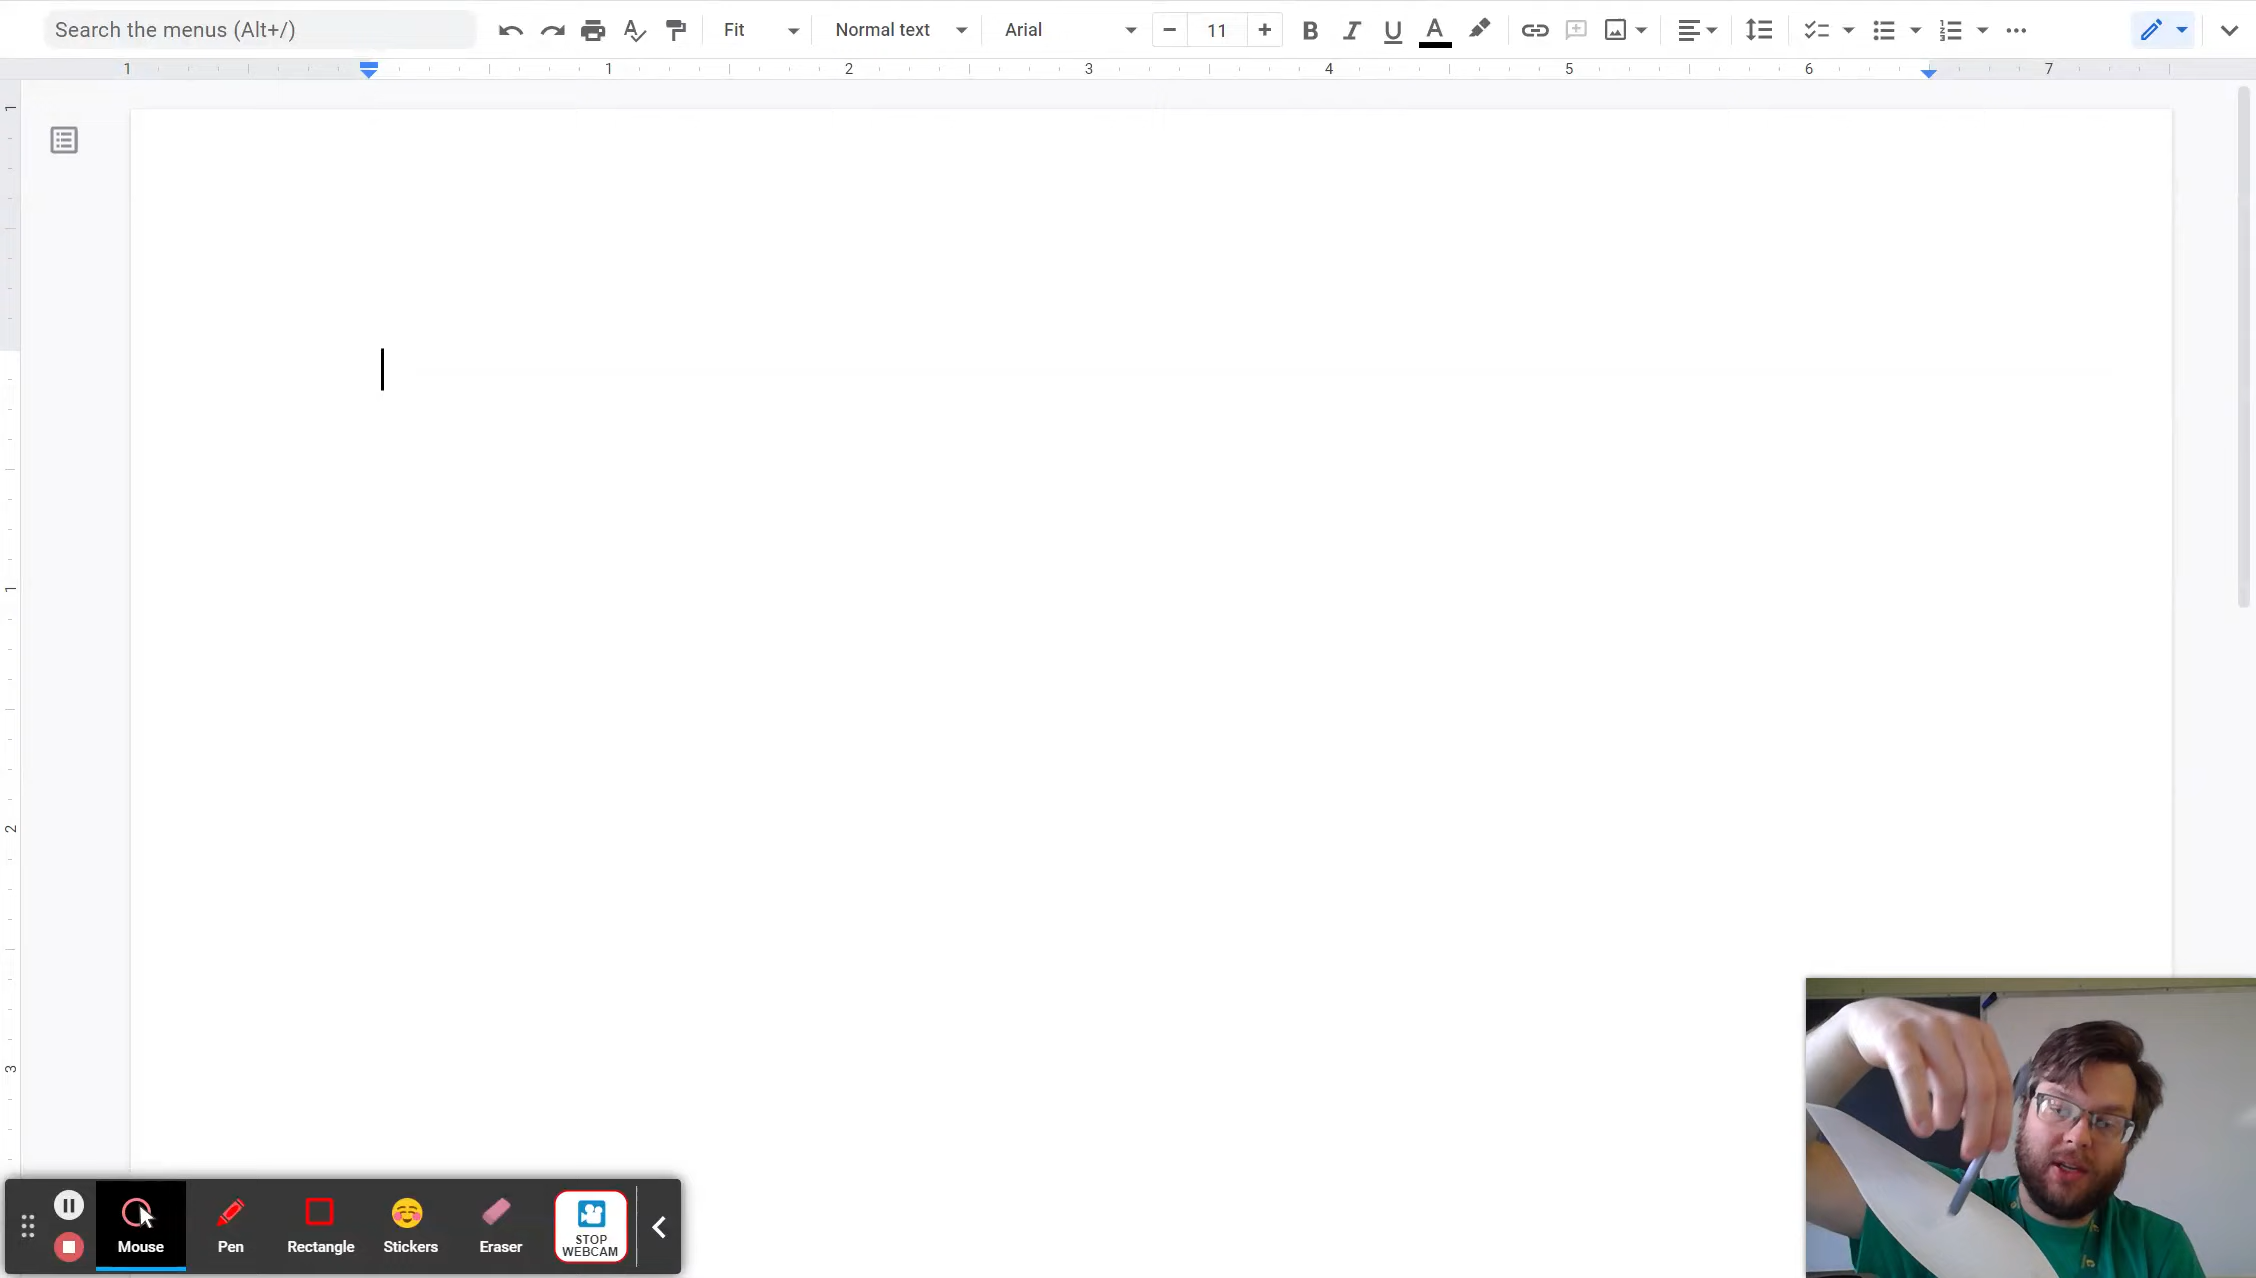 Search the menus (Alt+/) Fit Normal text Arial 11 B I U A
1 1 2 3 4 5 6 7
1
1
2
3
Mouse Pen Rectangle Stickers Eraser STOP
WEBCAM